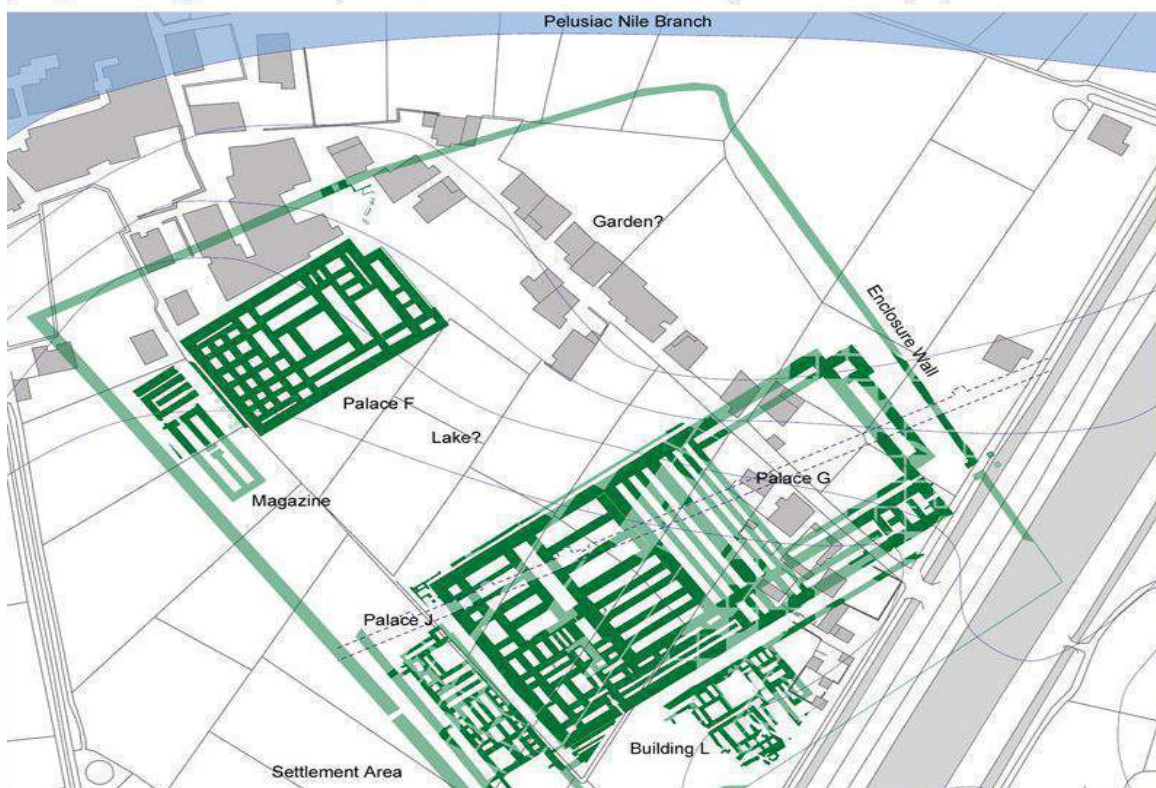 Pelusiac Nile Branch
Garden?
Enclosure Wall
Palace F
Lake?
Palace G
Magazine
Palace J
Building L
Settlement Area